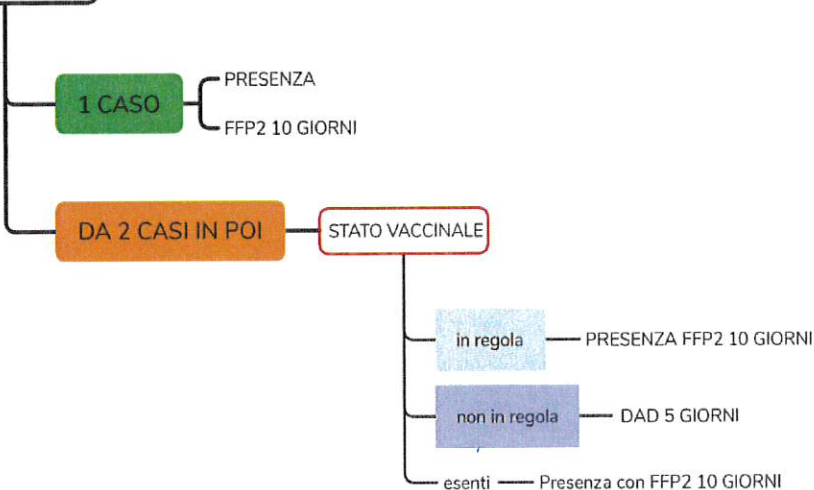 1 CASO
PRESENZA
FFP2 10 GIORNI
DA 2 CASI IN POI
STATO VACCINALE
in regola
PRESENZA FFP2 10 GIORNI
non in regola
DAD 5 GIORNI
esenti
Presenza con FFP2 10 GIORNI